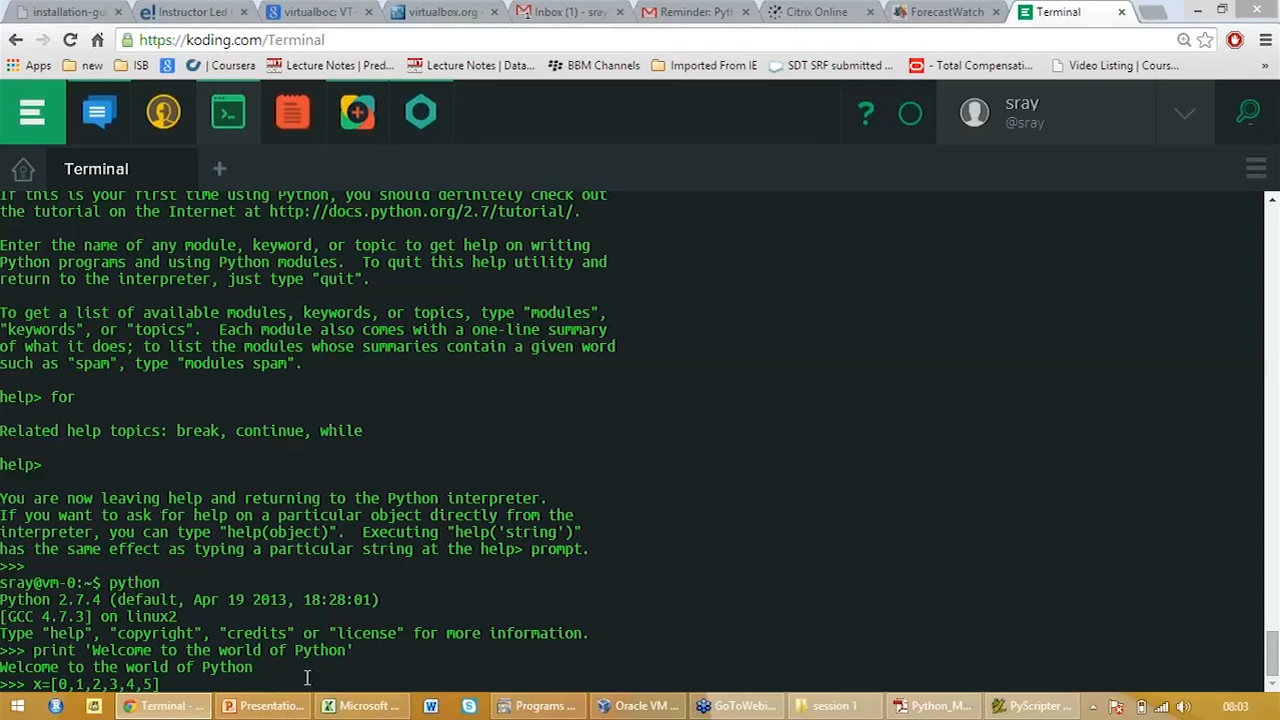 installation-gui
Instructor Led
virtualboc: VT-
virtualbox.org -
Inbox (1) - sray
Reminder: Pyth
Citrix Online
ForecastWatch
Terminal
https://koding.com/Terminal
Apps
new
ISB
Coursera
Lecture Notes | Pred...
Lecture Notes | Data...
BBM Channels
Imported From IE
SDT SRF submitted ...
- Total Compensati...
Video Listing | Cours...
»
?
sray
@sray
Terminal
+
If this is your first time using Python, you should definitely check out
the tutorial on the Internet at http://docs.python.org/2.7/tutorial/.
Enter the name of any module, keyword, or topic to get help on writing
Python programs and using Python modules.  To quit this help utility and
return to the interpreter, just type "quit".
To get a list of available modules, keywords, or topics, type "modules",
"keywords", or "topics".  Each module also comes with a one-line summary
of what it does; to list the modules whose summaries contain a given word
such as "spam", type "modules spam".
help> for
Related help topics: break, continue, while
help>
You are now leaving help and returning to the Python interpreter.
If you want to ask for help on a particular object directly from the
interpreter, you can type "help(object)".  Executing "help('string')"
has the same effect as typing a particular string at the help> prompt.
>>>
sray@vm-0:~$ python
Python 2.7.4 (default, Apr 19 2013, 18:28:01)
[GCC 4.7.3] on linux2
Type "help", "copyright", "credits" or "license" for more information.
>>> print 'Welcome to the world of Python'
Welcome to the world of Python
>>> x=[0,1,2,3,4,5]
Terminal - ...
Presentatio...
Microsoft ...
Programs ...
Oracle VM ...
GoToWebi...
session 1
Python_M...
PyScripter ...
08:03